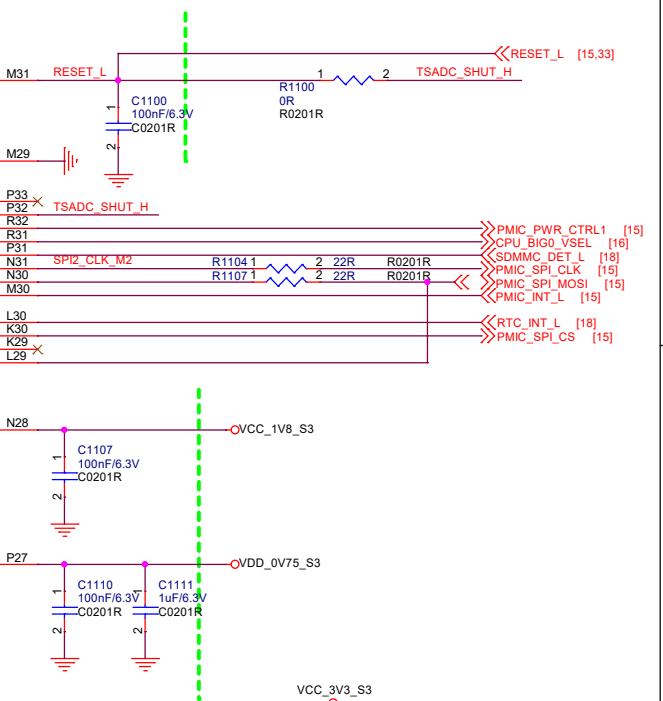 RESET_L [15,33]
M31 RESET_L 1 2 TSADC_SHUT_H
R1100
0R
R0201R
1 C1100
100nF/6.3V
C0201R
2
M29
P33
P32 TSADC_SHUT_H
R32 PMIC_PWR_CTRL1 [15]
R31 CPU_BIG0_VSEL [16]
P31 SDMMC_DET_L [18]
N31 SPI2_CLK_M2 R1104 1 2 22R R0201R PMIC_SPI_CLK [15]
N30 R1107 1 2 22R R0201R PMIC_SPI_MOSI [15]
M30 PMIC_INT_L [15]
L30 RTC_INT_L [18]
K30 PMIC_SPI_CS [15]
K29
L29
N28 VCC_1V8_S3
1 C1107
100nF/6.3V
C0201R
2
P27 VDD_0V75_S3
1 C1110 1 C1111
100nF/6.3V 1uF/6.3V
C0201R C0201R
2 2
VCC_3V3_S3